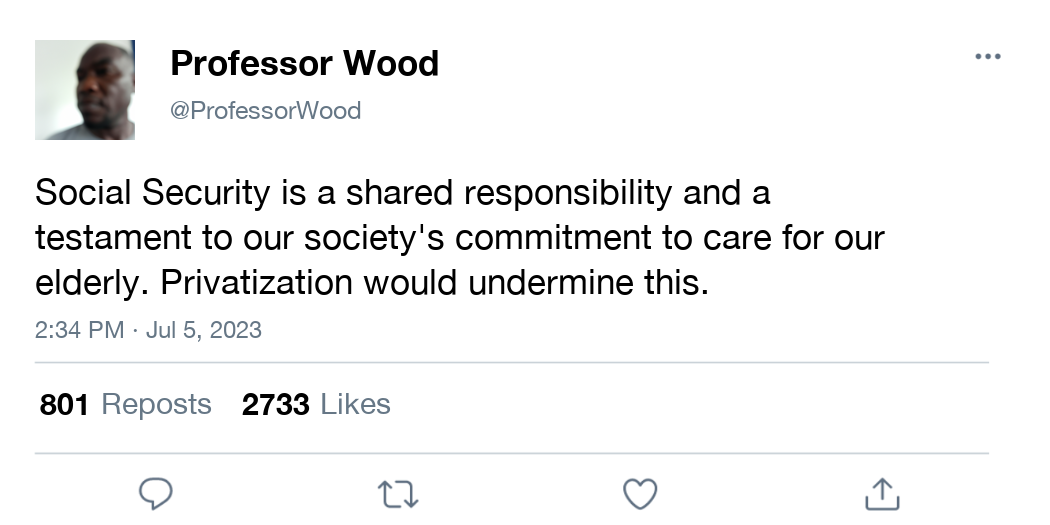 Professor Wood
@ProfessorWood
Social Security is a shared responsibility and a
testament to our society's commitment to care for our
elderly. Privatization would undermine this.
2:34 PM · Jul 5, 2023
801 Reposts 2733 Likes